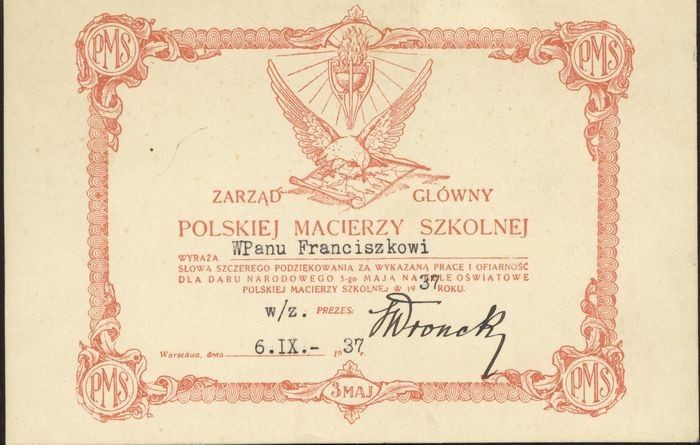 PMS PMS
ZARZĄD GŁÓWNY
POLSKIEJ MACIERZY SZKOLNEJ
WPanu Franciszkowi
WYRAŻA
SŁOWA SZCZEREGO PODZIĘKOWANIA ZA WYKAZANĄ PRACĘ I OFIARNOŚĆ
DLA DARU NARODOWEGO 3-go MAJA NA CELE OŚWIATOWE
POLSKIEJ MACIERZY SZKOLNEJ W 1937 ROKU.
w/z. PREZES:
Warszawa, dnia 6.IX.- 1937 r.
PMS 3 MAJ PMS